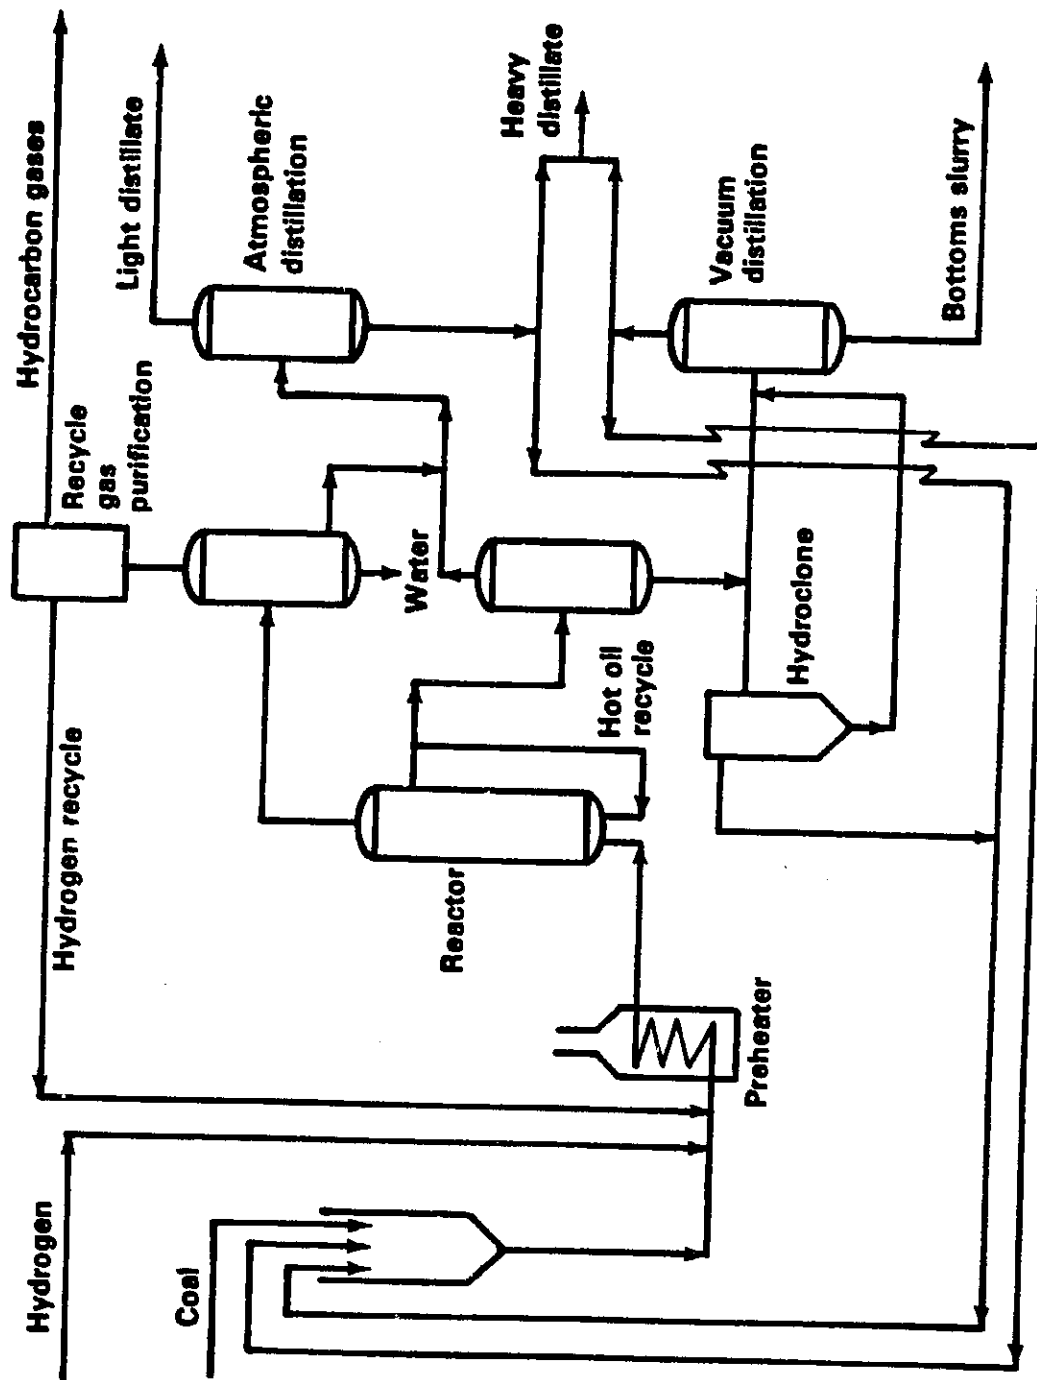 Hydrogen
Coal
Hydrogen recycle
Recycle
gas
purification
Hydrocarbon gases
Light distillate
Atmospheric
distillation
Heavy
distillate
Water
Reactor
Hot oil
recycle
Preheater
Hydroclone
Vacuum
distillation
Bottoms slurry